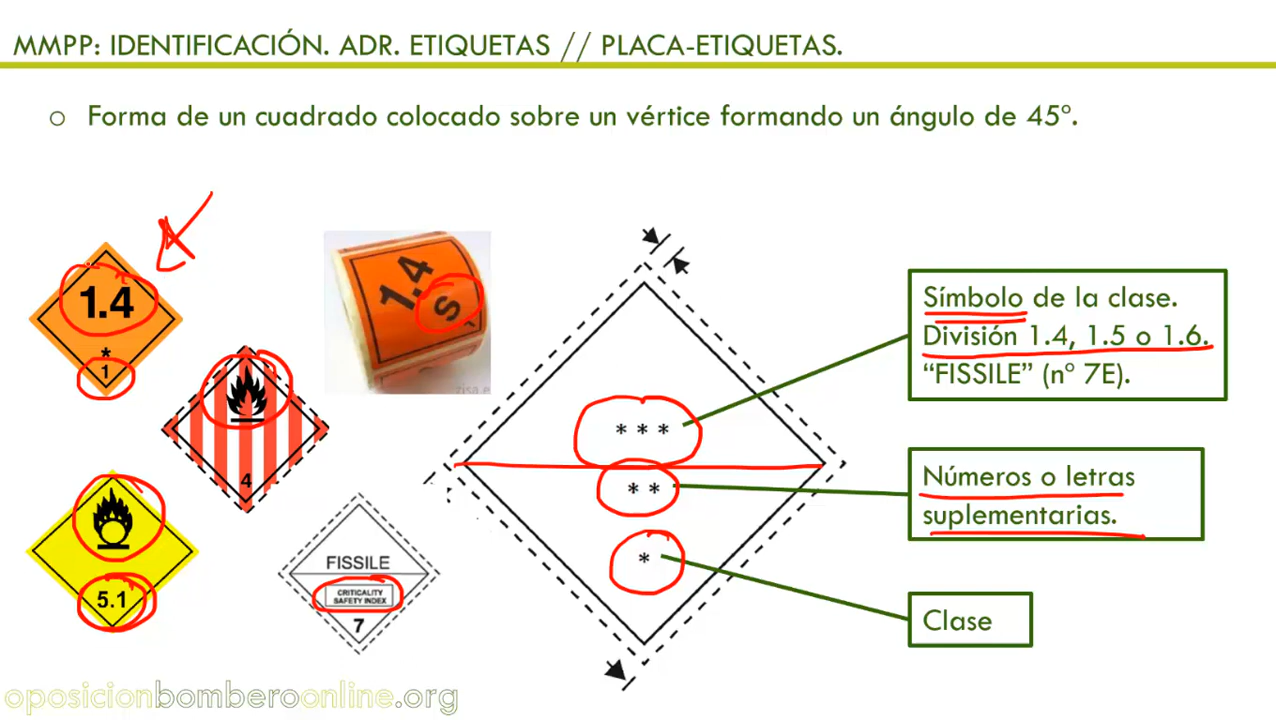 MMPP: IDENTIFICACIÓN. ADR. ETIQUETAS // PLACA-ETIQUETAS.
o Forma de un cuadrado colocado sobre un vértice formando un ángulo de 45º.
1.4
*
1
1.4
S
4
5.1
FISSILE
CRITICALITY
SAFETY INDEX
7
* * *
* *
*
Símbolo de la clase.
División 1.4, 1.5 o 1.6.
“FISSILE” (nº 7E).
Números o letras
suplementarias.
Clase
oposicionbomberoonline.org